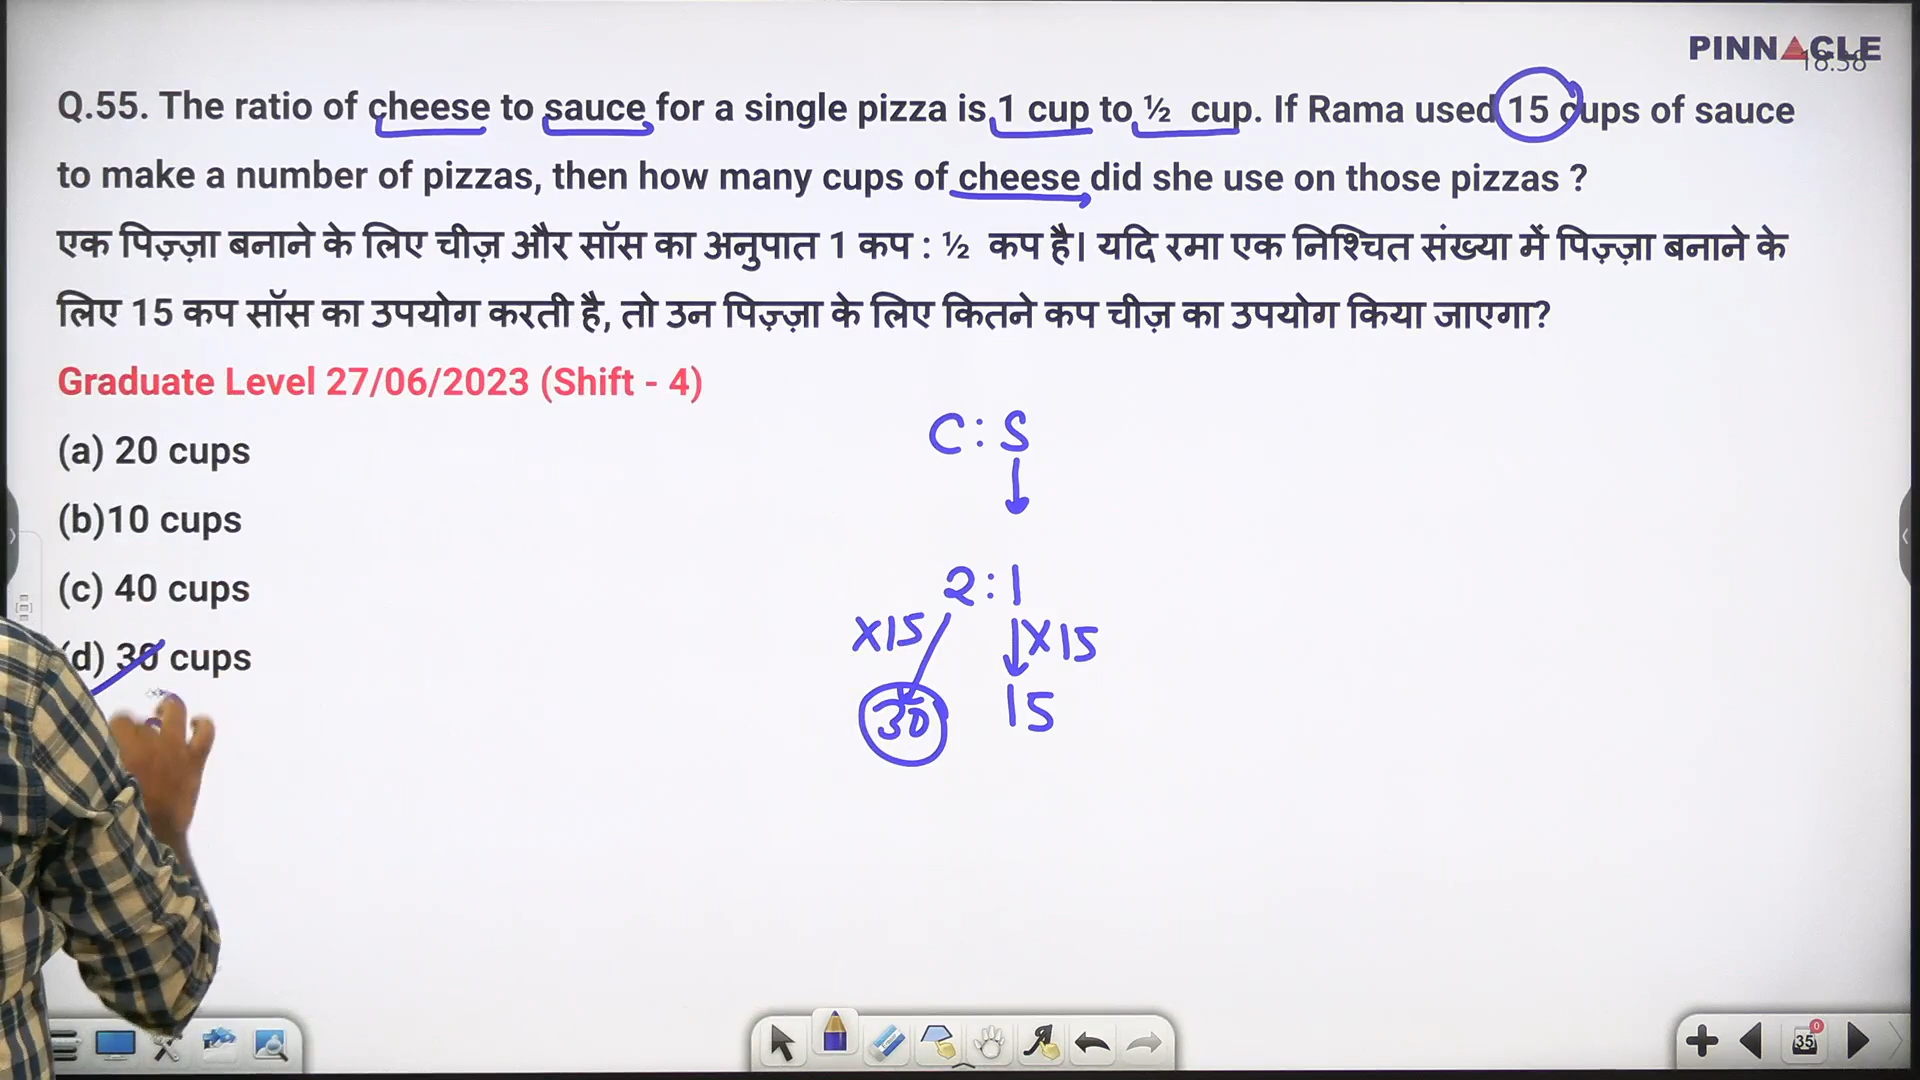 PINNACLE
18:38
Q.55. The ratio of cheese to sauce for a single pizza is 1 cup to ½ cup. If Rama used 15 cups of sauce
to make a number of pizzas, then how many cups of cheese did she use on those pizzas ?
एक पिज़्ज़ा बनाने के लिए चीज़ और सॉस का अनुपात 1 कप : ½ कप है। यदि रमा एक निश्चित संख्या में पिज़्ज़ा बनाने के
लिए 15 कप सॉस का उपयोग करती है, तो उन पिज़्ज़ा के लिए कितने कप चीज़ का उपयोग किया जाएगा?
Graduate Level 27/06/2023 (Shift - 4)
(a) 20 cups
(b)10 cups
(c) 40 cups
(d) 30 cups
C : S
2 : 1
X15 X15
30 15
0
35